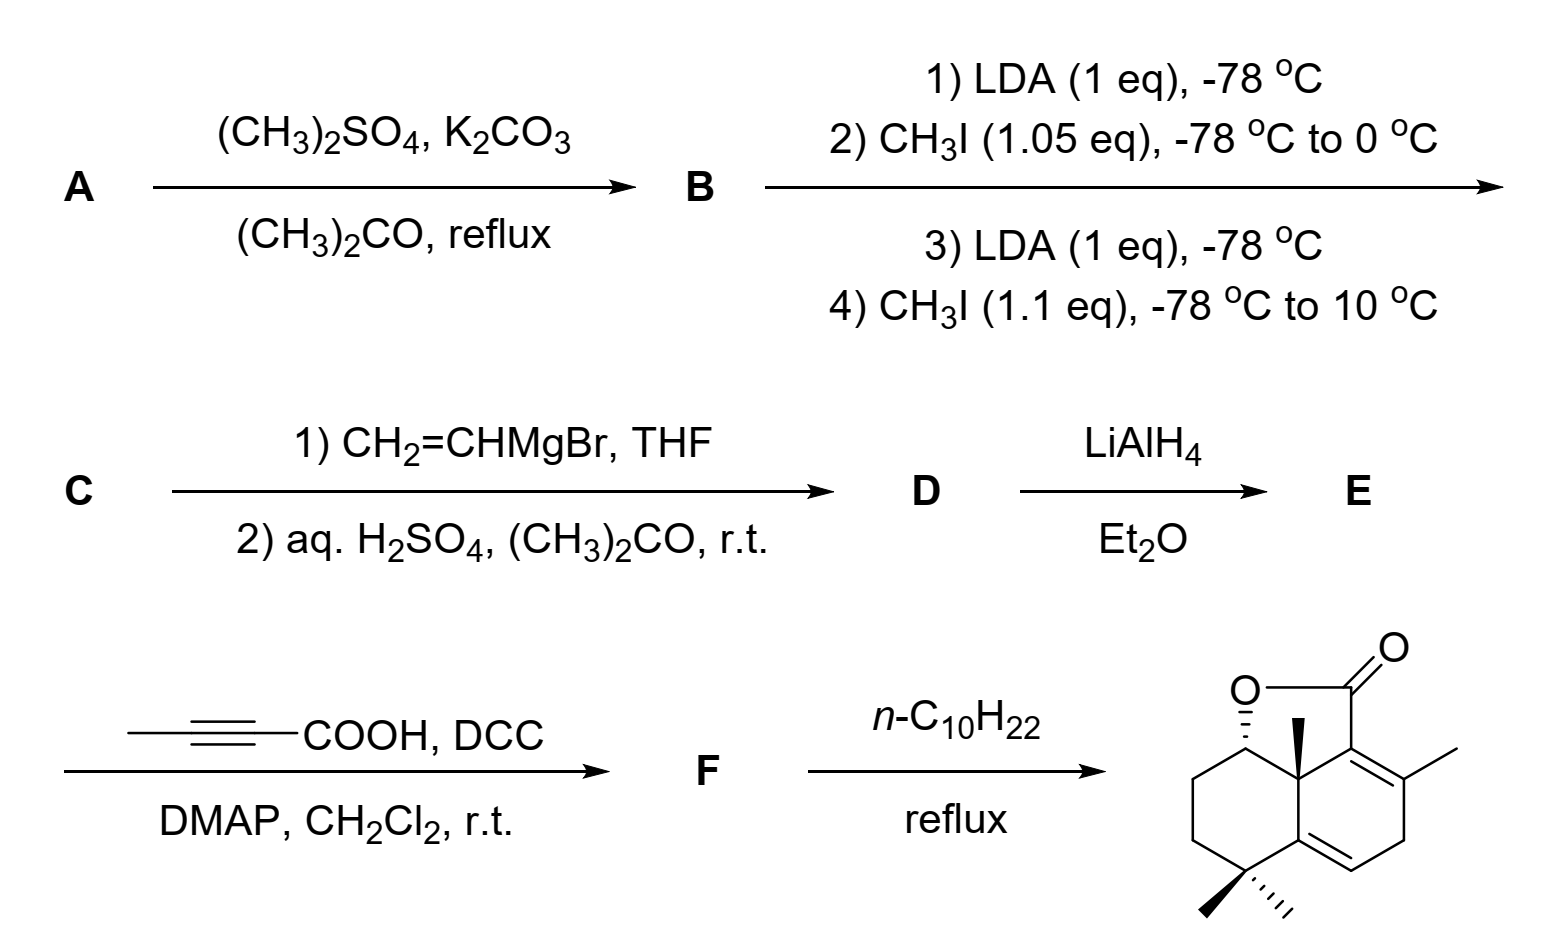 1) LDA (1 eq), -78 °C
(CH₃)₂SO₄, K₂CO₃
2) CH₃I (1.05 eq), -78 °C to 0 °C
A B
(CH₃)₂CO, reflux
3) LDA (1 eq), -78 °C
4) CH₃I (1.1 eq), -78 °C to 10 °C
1) CH₂=CHMgBr, THF LiAlH₄
C D E
2) aq. H₂SO₄, (CH₃)₂CO, r.t. Et₂O
O
O
n-C₁₀H₂₂
COOH, DCC
F
DMAP, CH₂Cl₂, r.t. reflux